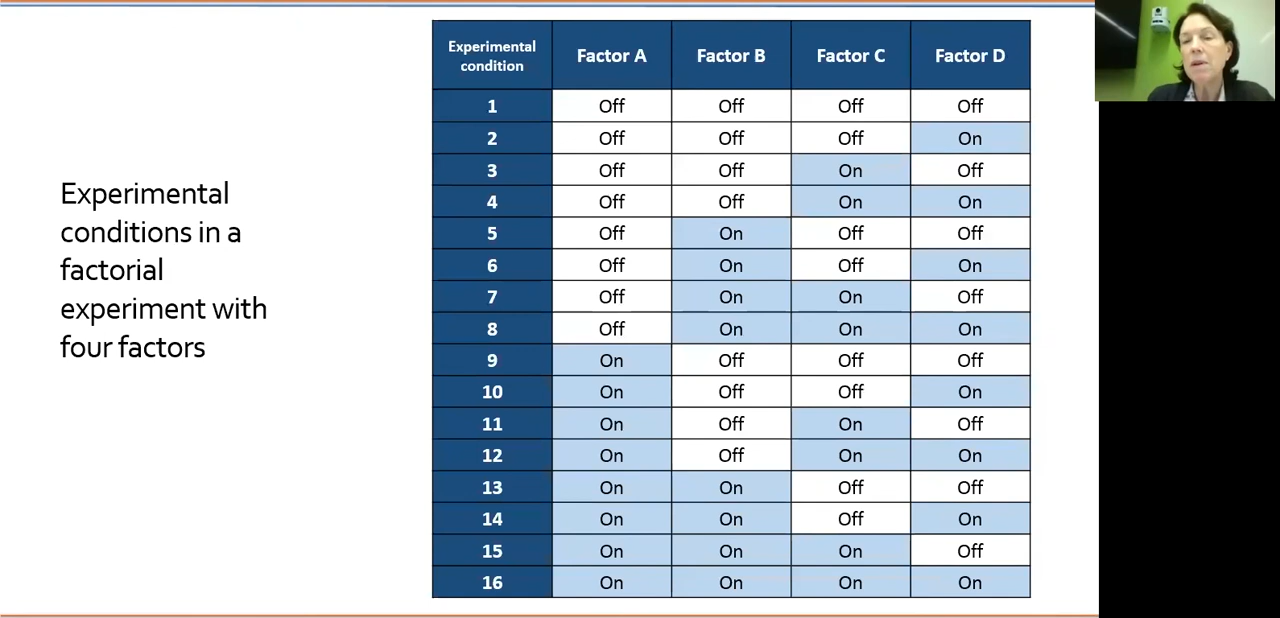 Experimental
conditions in a
factorial
experiment with
four factors
Experimental condition Factor A Factor B Factor C Factor D
1 Off Off Off Off
2 Off Off Off On
3 Off Off On Off
4 Off Off On On
5 Off On Off Off
6 Off On Off On
7 Off On On Off
8 Off On On On
9 On Off Off Off
10 On Off Off On
11 On Off On Off
12 On Off On On
13 On On Off Off
14 On On Off On
15 On On On Off
16 On On On On